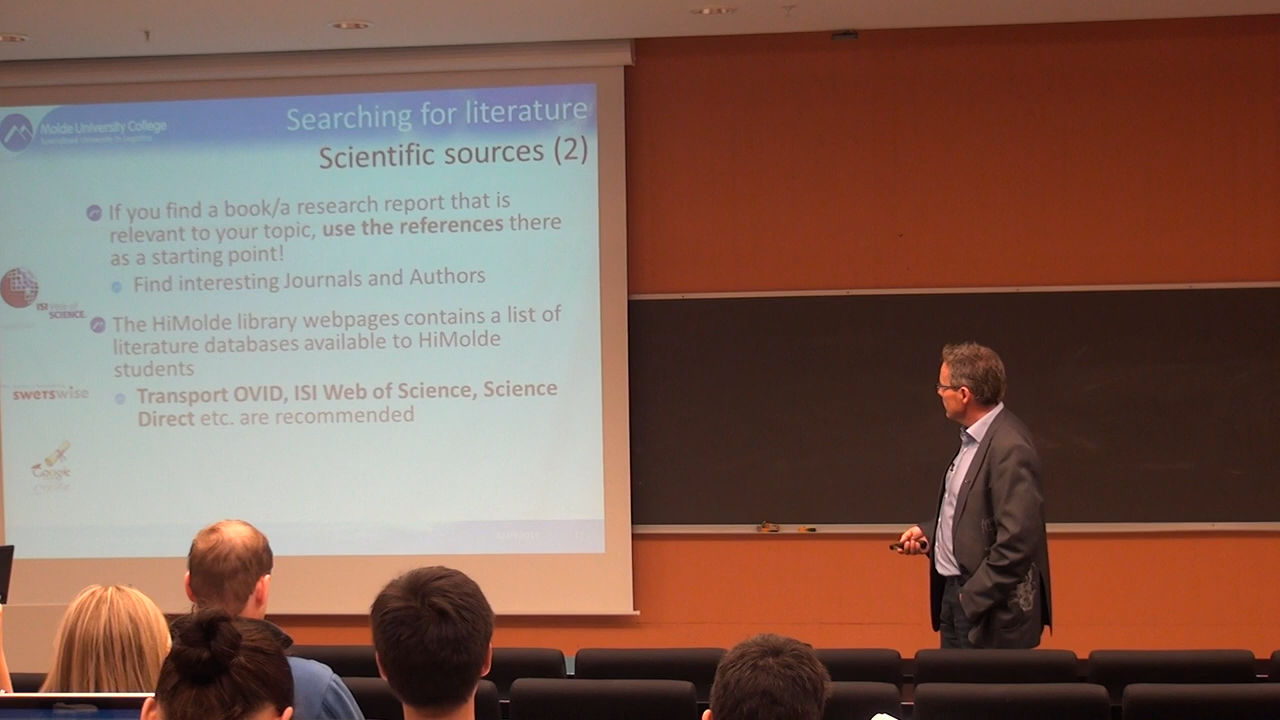 Molde University College
Searching for literature
Scientific sources (2)
If you find a book/a research report that is
relevant to your topic, use the references there
as a starting point!
Find interesting Journals and Authors
ISI Web of
SCIENCE
The HiMolde library webpages contains a list of
literature databases available to HiMolde
students
swetswise
Transport OVID, ISI Web of Science, Science
Direct etc. are recommended
Google